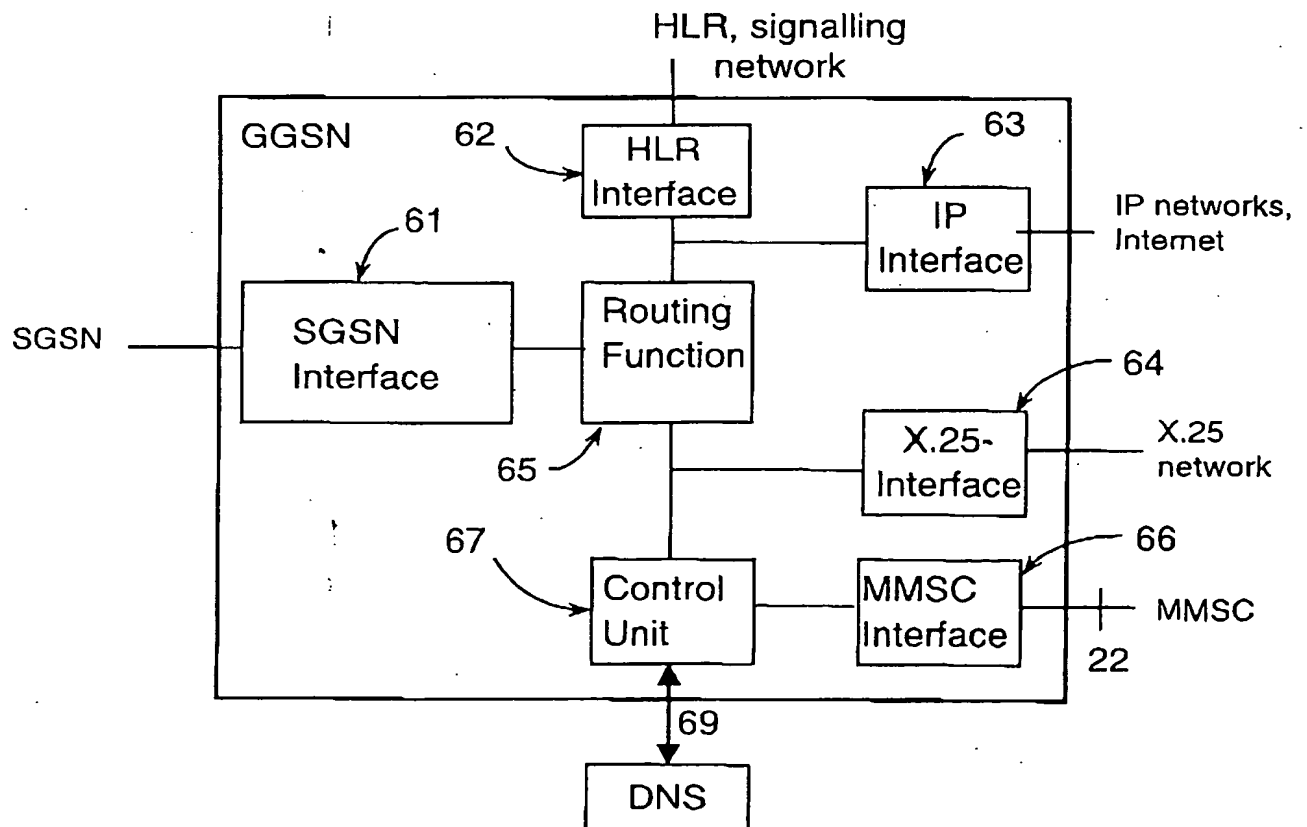 HLR, signalling
network
GGSN
62
HLR
Interface
63
IP
Interface
IP networks,
Internet
61
SGSN
SGSN
Interface
Routing
Function
65
64
X.25-
Interface
X.25
network
67
Control
Unit
66
MMSC
Interface
MMSC
22
69
DNS